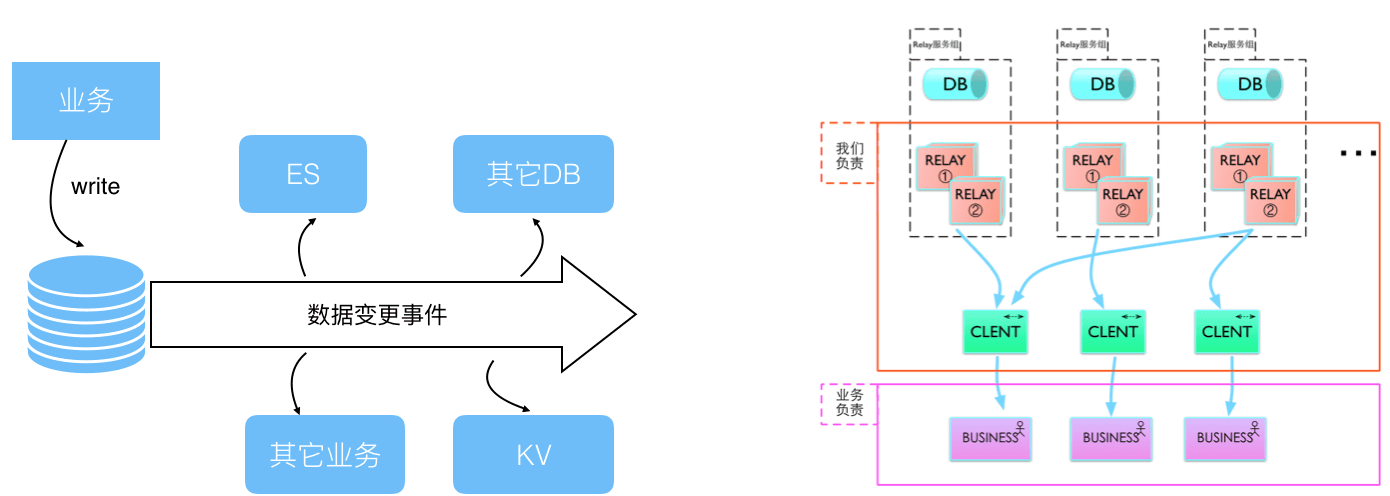 业务
write
ES
其它DB
数据变更事件
其它业务
KV
Relay服务组
Relay服务组
Relay服务组
DB
DB
DB
我们
负责
RELAY
①
RELAY
②
RELAY
①
RELAY
②
RELAY
①
RELAY
②
...
CLENT
CLENT
CLENT
业务
负责
BUSINESS
BUSINESS
BUSINESS